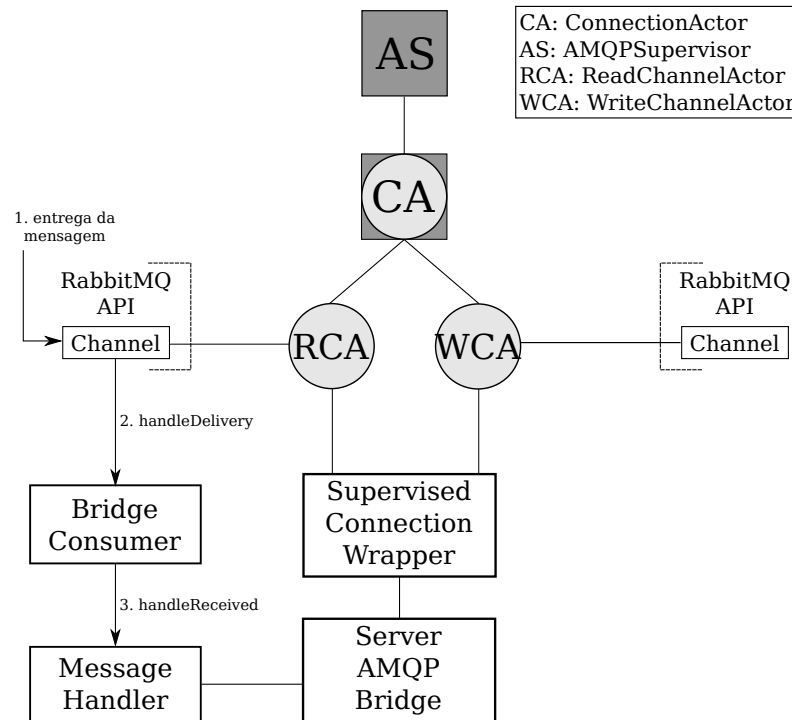 AS
CA: ConnectionActor
AS: AMQPSupervisor
RCA: ReadChannelActor
WCA: WriteChannelActor
CA
1. entrega da
mensagem
RabbitMQ
API
Channel
RCA
WCA
RabbitMQ
API
Channel
2. handleDelivery
Bridge
Consumer
Supervised
Connection
Wrapper
3. handleReceived
Message
Handler
Server
AMQP
Bridge